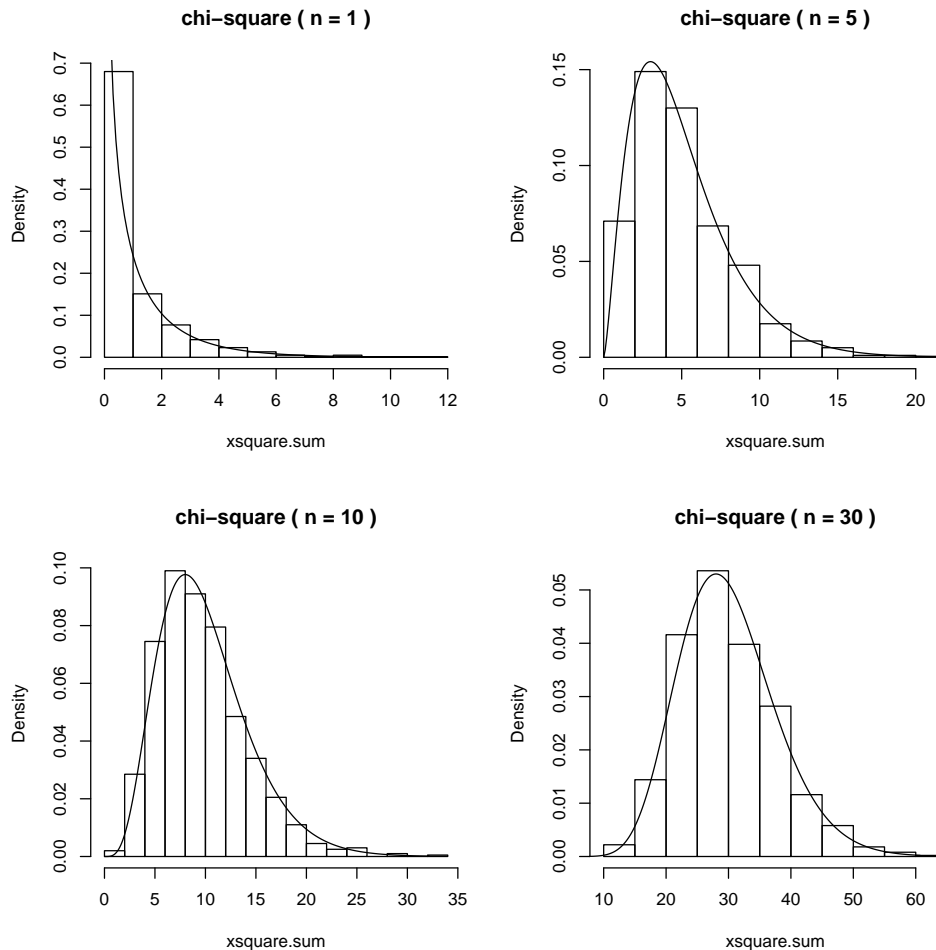 chi−square ( n = 1 )
Density
0.0 0.1 0.2 0.3 0.4 0.5 0.6 0.7
0 2 4 6 8 10 12
xsquare.sum
chi−square ( n = 5 )
Density
0.00 0.05 0.10 0.15
0 5 10 15 20
xsquare.sum
chi−square ( n = 10 )
Density
0.00 0.02 0.04 0.06 0.08 0.10
0 5 10 15 20 25 30 35
xsquare.sum
chi−square ( n = 30 )
Density
0.00 0.01 0.02 0.03 0.04 0.05
10 20 30 40 50 60
xsquare.sum